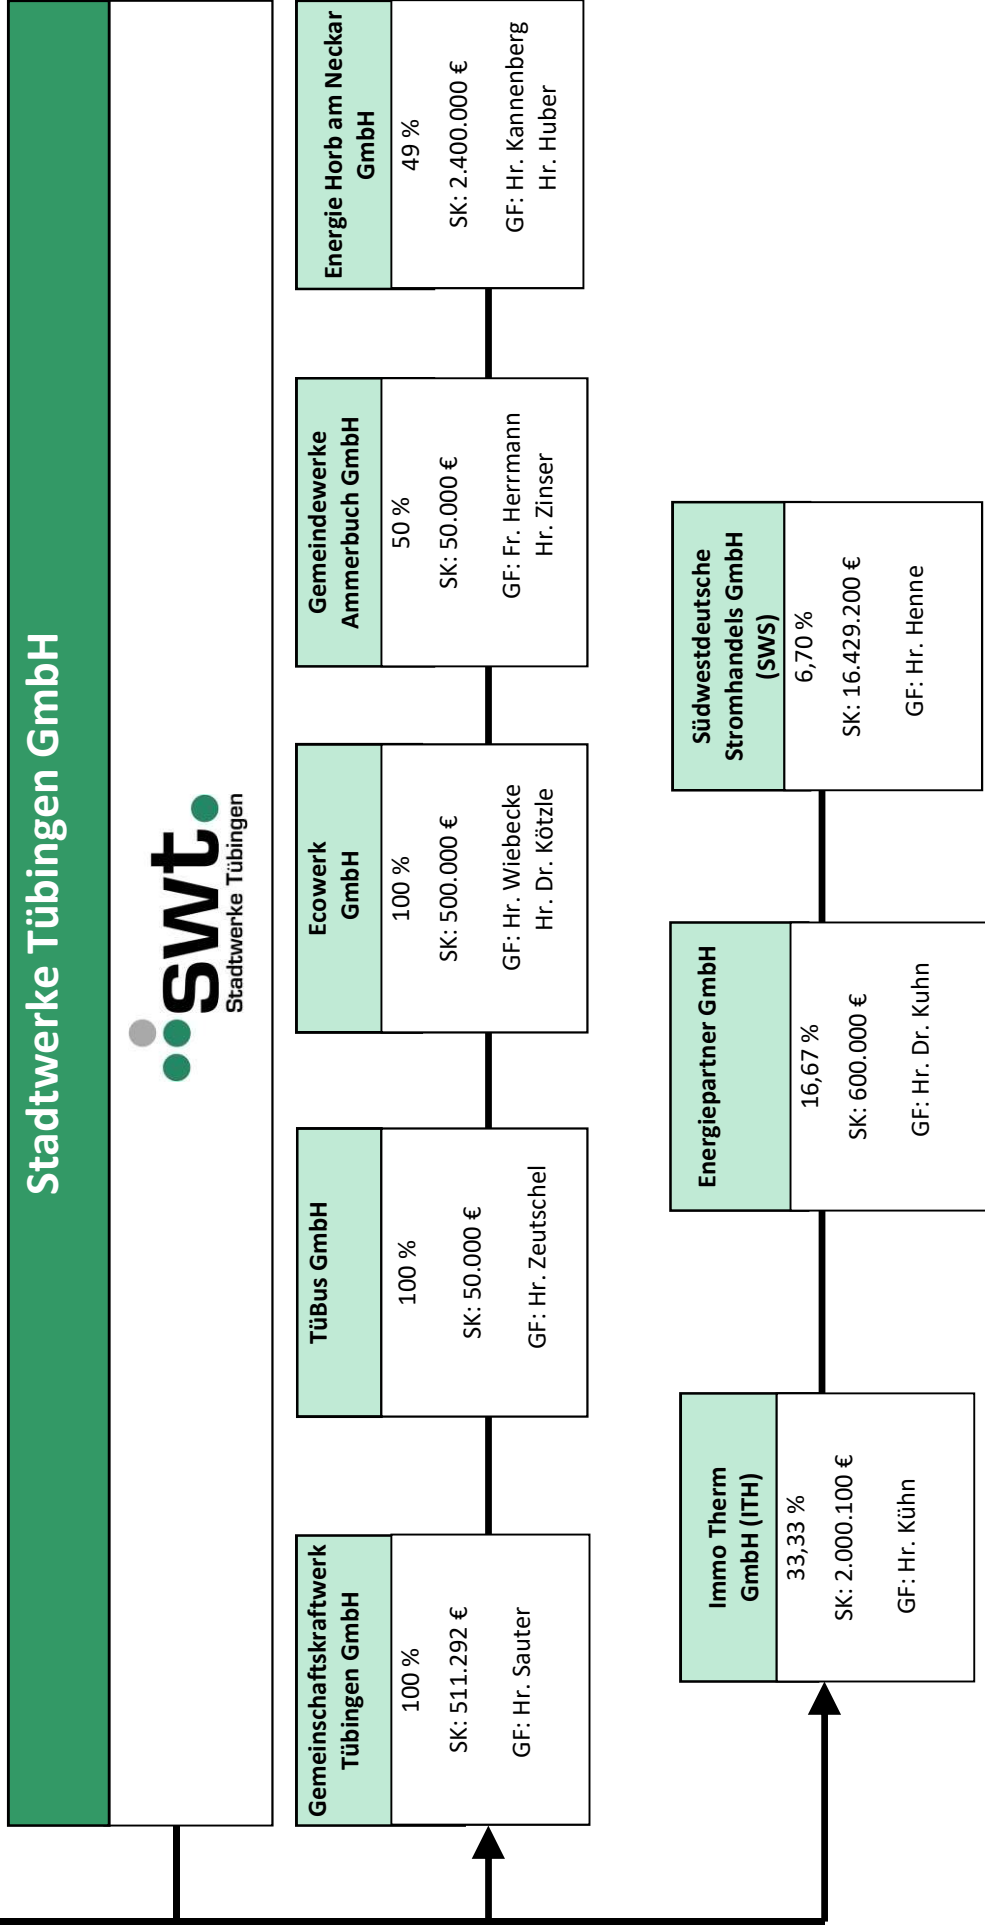 Stadtwerke Tübingen GmbH
swt.
Stadtwerke Tübingen
Gemeinschaftskraftwerk
Tübingen GmbH
100 %
SK: 511.292 €
GF: Hr. Sauter
TüBus GmbH
100 %
SK: 50.000 €
GF: Hr. Zeutschel
Ecowerk
GmbH
100 %
SK: 500.000 €
GF: Hr. Wiebecke
Hr. Dr. Kötzle
Gemeindewerke
Ammerbuch GmbH
50 %
SK: 50.000 €
GF: Fr. Herrmann
Hr. Zinser
Energie Horb am Neckar
GmbH
49 %
SK: 2.400.000 €
GF: Hr. Kannenberg
Hr. Huber
Immo Therm
GmbH (ITH)
33,33 %
SK: 2.000.100 €
GF: Hr. Kühn
Energiepartner GmbH
16,67 %
SK: 600.000 €
GF: Hr. Dr. Kuhn
Südwestdeutsche
Stromhandels GmbH
(SWS)
6,70 %
SK: 16.429.200 €
GF: Hr. Henne